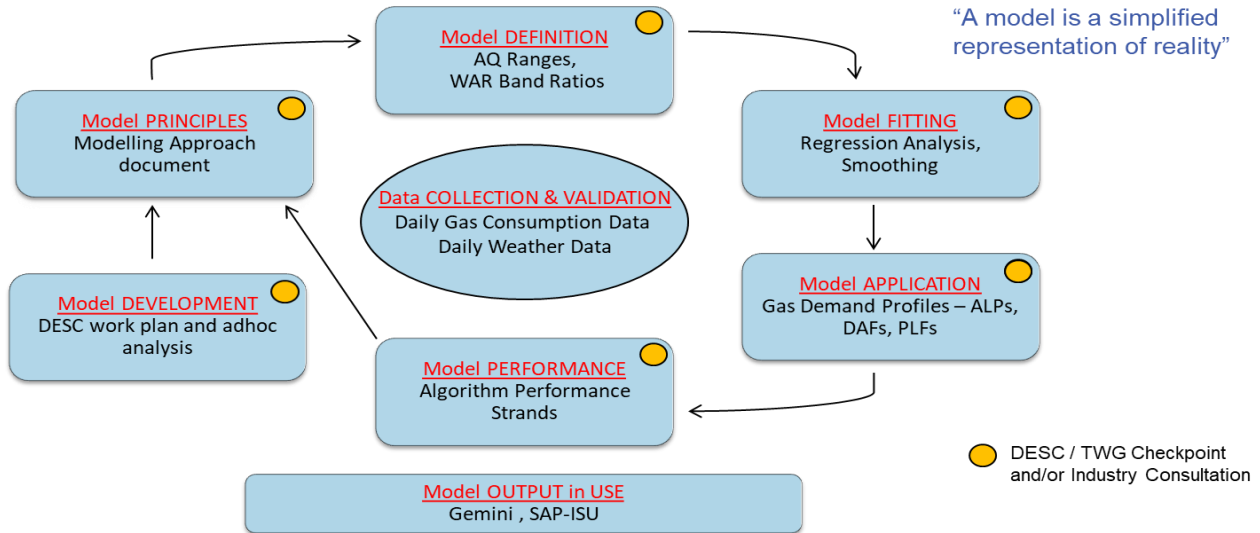 “A model is a simplified
representation of reality”
Model DEFINITION
AQ Ranges,
WAR Band Ratios
Model PRINCIPLES
Modelling Approach
document
Model FITTING
Regression Analysis,
Smoothing
Data COLLECTION & VALIDATION
Daily Gas Consumption Data
Daily Weather Data
Model DEVELOPMENT
DESC work plan and adhoc
analysis
Model APPLICATION
Gas Demand Profiles – ALPs,
DAFs, PLFs
Model PERFORMANCE
Algorithm Performance
Strands
DESC / TWG Checkpoint
and/or Industry Consultation
Model OUTPUT in USE
Gemini , SAP-ISU